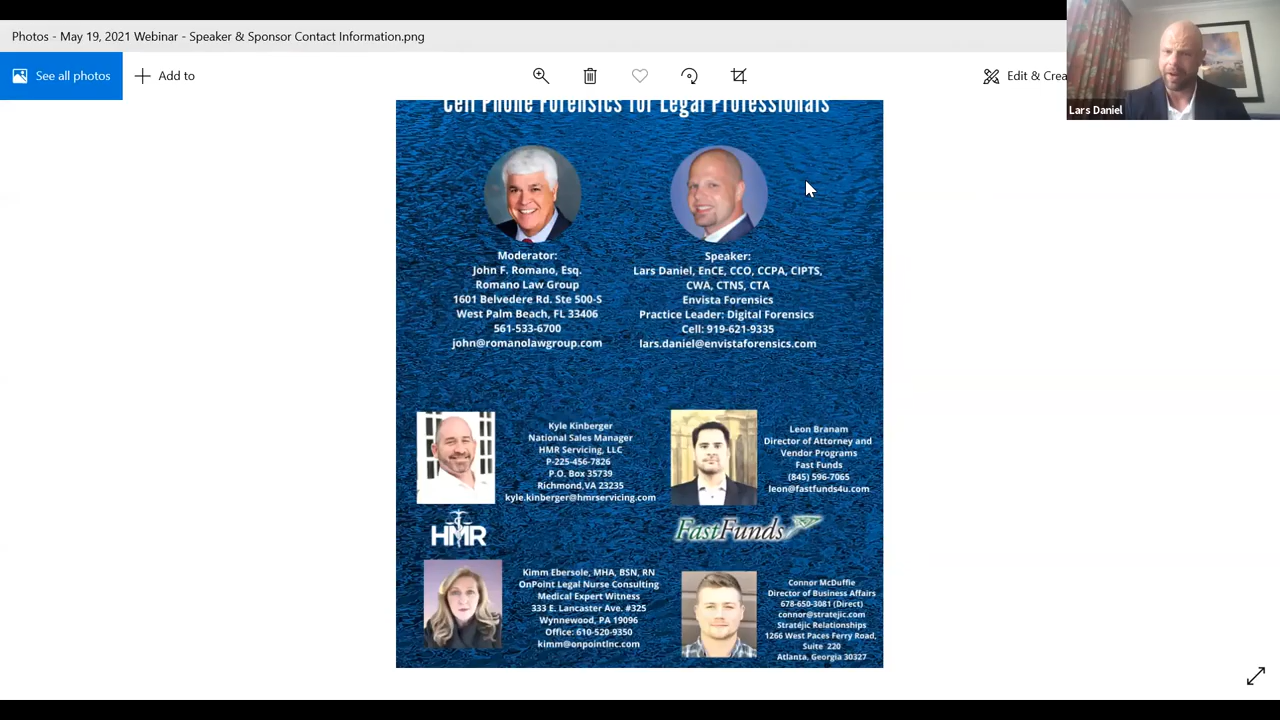 Photos - May 19, 2021 Webinar - Speaker & Sponsor Contact Information.png
See all photos
Add to
Edit & Crea
Lars Daniel
Cell Phone Forensics for Legal Professionals
Moderator:
John F. Romano, Esq.
Romano Law Group
1601 Belvedere Rd. Ste 500-S
West Palm Beach, FL 33406
561-533-6700
john@romanolawgroup.com
Speaker:
Lars Daniel, EnCE, CCO, CCPA, CIPTS,
CWA, CTNS, CTA
Envista Forensics
Practice Leader: Digital Forensics
Cell: 919-621-9335
lars.daniel@envistaforensics.com
Kyle Kinberger
National Sales Manager
HMR Servicing, LLC
P-225-456-7826
P.O. Box 35739
Richmond,VA 23235
kyle.kinberger@hmrservicing.com
HMR
Leon Branam
Director of Attorney and
Vendor Programs
Fast Funds
(845) 596-7065
leon@fastfunds4u.com
FastFunds
Kimm Ebersole, MHA, BSN, RN
OnPoint Legal Nurse Consulting
Medical Expert Witness
333 E. Lancaster Ave. #325
Wynnewood, PA 19096
Office: 610-520-9350
kimm@onpointlnc.com
Connor McDuffie
Director of Business Affairs
678-650-3081 (Direct)
connor@stratejic.com
Stratéjic Relationships
1266 West Paces Ferry Road,
Suite 220
Atlanta, Georgia 30327